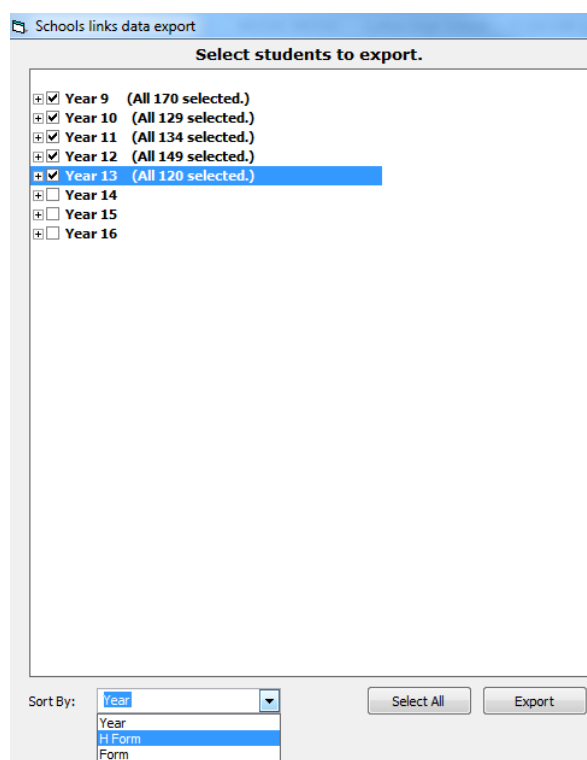 Schools links data export
Select students to export.
Year 9 (All 170 selected.)
Year 10 (All 129 selected.)
Year 11 (All 134 selected.)
Year 12 (All 149 selected.)
Year 13 (All 120 selected.)
Year 14
Year 15
Year 16
Sort By: Year Select All Export
Year
H Form
Form